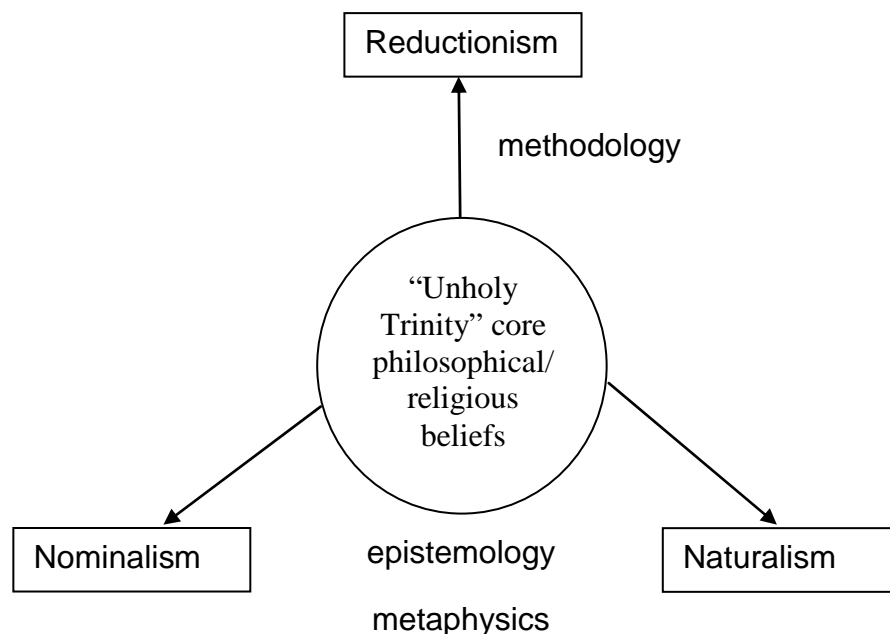 Reductionism
methodology
“Unholy
Trinity” core
philosophical/
religious
beliefs
Nominalism
epistemology
Naturalism
metaphysics